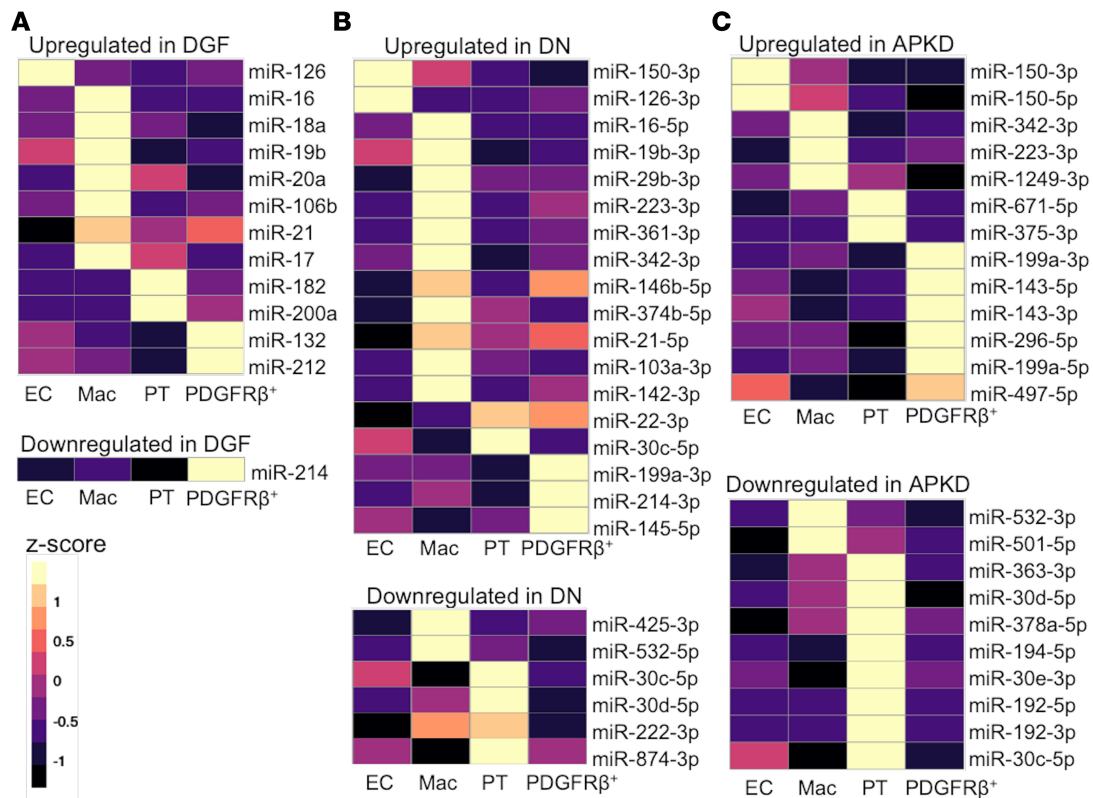 A
Upregulated in DGF
miR-126
miR-16
miR-18a
miR-19b
miR-20a
miR-106b
miR-21
miR-17
miR-182
miR-200a
miR-132
miR-212
EC Mac PT PDGFRβ+
Downregulated in DGF
miR-214
EC Mac PT PDGFRβ+
z-score
1
0.5
0
-0.5
-1
B
Upregulated in DN
miR-150-3p
miR-126-3p
miR-16-5p
miR-19b-3p
miR-29b-3p
miR-223-3p
miR-361-3p
miR-342-3p
miR-146b-5p
miR-374b-5p
miR-21-5p
miR-103a-3p
miR-142-3p
miR-22-3p
miR-30c-5p
miR-199a-3p
miR-214-3p
miR-145-5p
EC Mac PT PDGFRβ+
Downregulated in DN
miR-425-3p
miR-532-5p
miR-30c-5p
miR-30d-5p
miR-222-3p
miR-874-3p
EC Mac PT PDGFRβ+
C
Upregulated in APKD
miR-150-3p
miR-150-5p
miR-342-3p
miR-223-3p
miR-1249-3p
miR-671-5p
miR-375-3p
miR-199a-3p
miR-143-5p
miR-143-3p
miR-296-5p
miR-199a-5p
miR-497-5p
EC Mac PT PDGFRβ+
Downregulated in APKD
miR-532-3p
miR-501-5p
miR-363-3p
miR-30d-5p
miR-378a-5p
miR-194-5p
miR-30e-3p
miR-192-5p
miR-192-3p
miR-30c-5p
EC Mac PT PDGFRβ+